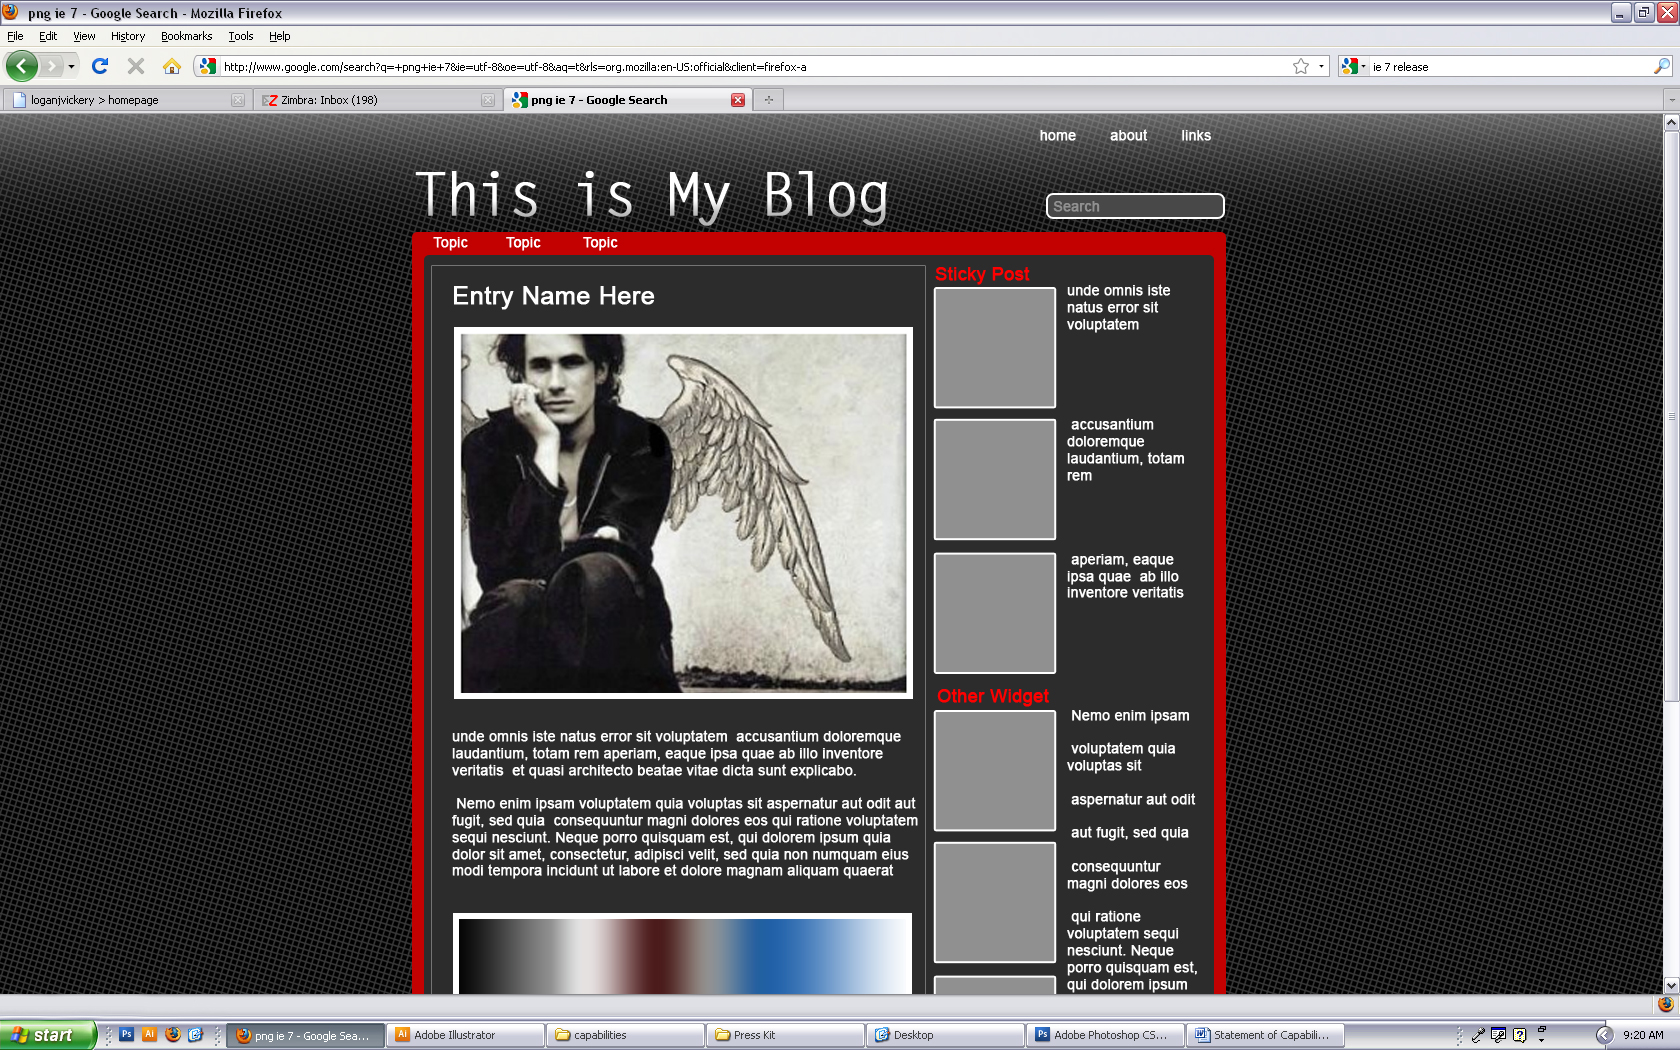 png ie 7 - Google Search - Mozilla Firefox
File Edit View History Bookmarks Tools Help
http://www.google.com/search?q=+png+ie+7&ie=utf-8&oe=utf-8&aq=t&rls=org.mozilla:en-US:official&client=firefox-a
ie 7 release
loganjvickery > homepage
Zimbra: Inbox (198)
png ie 7 - Google Search
home about links
This is My Blog
Search
Topic Topic Topic
Entry Name Here
unde omnis iste natus error sit voluptatem accusantium doloremque
laudantium, totam rem aperiam, eaque ipsa quae ab illo inventore
veritatis et quasi architecto beatae vitae dicta sunt explicabo.
Nemo enim ipsam voluptatem quia voluptas sit aspernatur aut odit aut
fugit, sed quia consequuntur magni dolores eos qui ratione voluptatem
sequi nesciunt. Neque porro quisquam est, qui dolorem ipsum quia
dolor sit amet, consectetur, adipisci velit, sed quia non numquam eius
modi tempora incidunt ut labore et dolore magnam aliquam quaerat
Sticky Post
unde omnis iste
natus error sit
voluptatem
accusantium
doloremque
laudantium, totam
rem
aperiam, eaque
ipsa quae ab illo
inventore veritatis
Other Widget
Nemo enim ipsam
voluptatem quia
voluptas sit
aspernatur aut odit
aut fugit, sed quia
consequuntur
magni dolores eos
qui ratione
voluptatem sequi
nesciunt. Neque
porro quisquam est,
qui dolorem ipsum
start
Ps
Ai
png ie 7 - Google Sea...
Ai
Adobe Illustrator
capabilities
Press Kit
Desktop
Ps
Adobe Photoshop CS...
Statement of Capabili...
9:20 AM